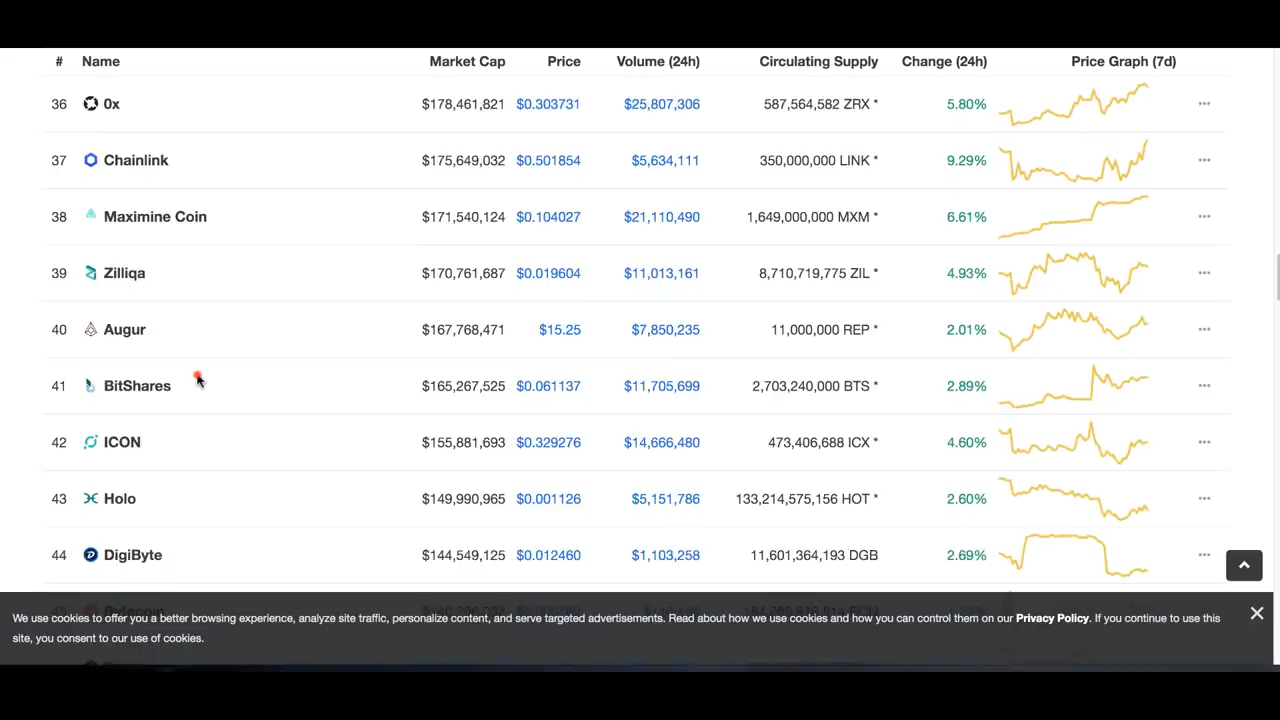 # Name Market Cap Price Volume (24h) Circulating Supply Change (24h) Price Graph (7d)
36 0x $178,461,821 $0.303731 $25,807,306 587,564,582 ZRX * 5.80%
37 Chainlink $175,649,032 $0.501854 $5,634,111 350,000,000 LINK * 9.29%
38 Maximine Coin $171,540,124 $0.104027 $21,110,490 1,649,000,000 MXM * 6.61%
39 Zilliqa $170,761,687 $0.019604 $11,013,161 8,710,719,775 ZIL * 4.93%
40 Augur $167,768,471 $15.25 $7,850,235 11,000,000 REP * 2.01%
41 BitShares $165,267,525 $0.061137 $11,705,699 2,703,240,000 BTS * 2.89%
42 ICON $155,881,693 $0.329276 $14,666,480 473,406,688 ICX * 4.60%
43 Holo $149,990,965 $0.001126 $5,151,786 133,214,575,156 HOT * 2.60%
44 DigiByte $144,549,125 $0.012460 $1,103,258 11,601,364,193 DGB 2.69%
45 Bytecoin
We use cookies to offer you a better browsing experience, analyze site traffic, personalize content, and serve targeted advertisements. Read about how we use cookies and how you can control them on our Privacy Policy. If you continue to use this
site, you consent to our use of cookies.